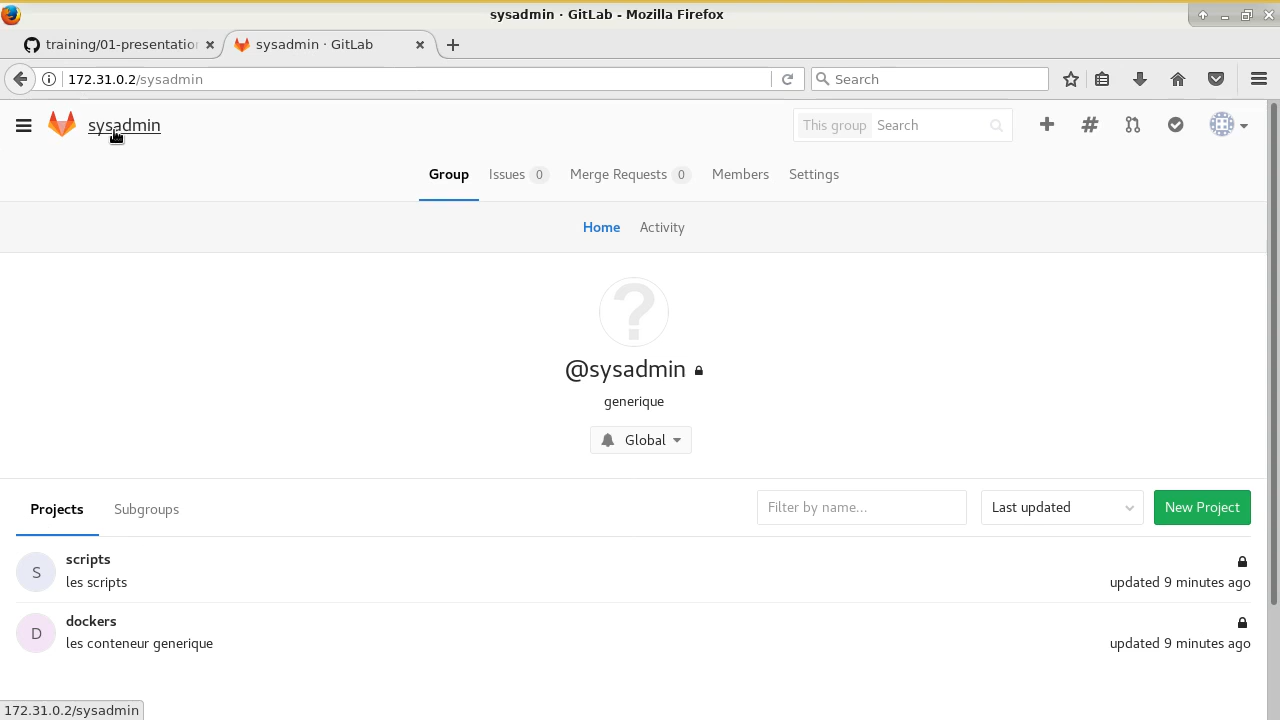 sysadmin · GitLab - Mozilla Firefox
training/01-presentation
sysadmin · GitLab
172.31.0.2/sysadmin
Search
sysadmin
This group Search
Group Issues 0 Merge Requests 0 Members Settings
Home Activity
@sysadmin
generique
Global
Projects Subgroups
Filter by name...
Last updated
New Project
S
scripts
les scripts
updated 9 minutes ago
D
dockers
les conteneur generique
updated 9 minutes ago
172.31.0.2/sysadmin